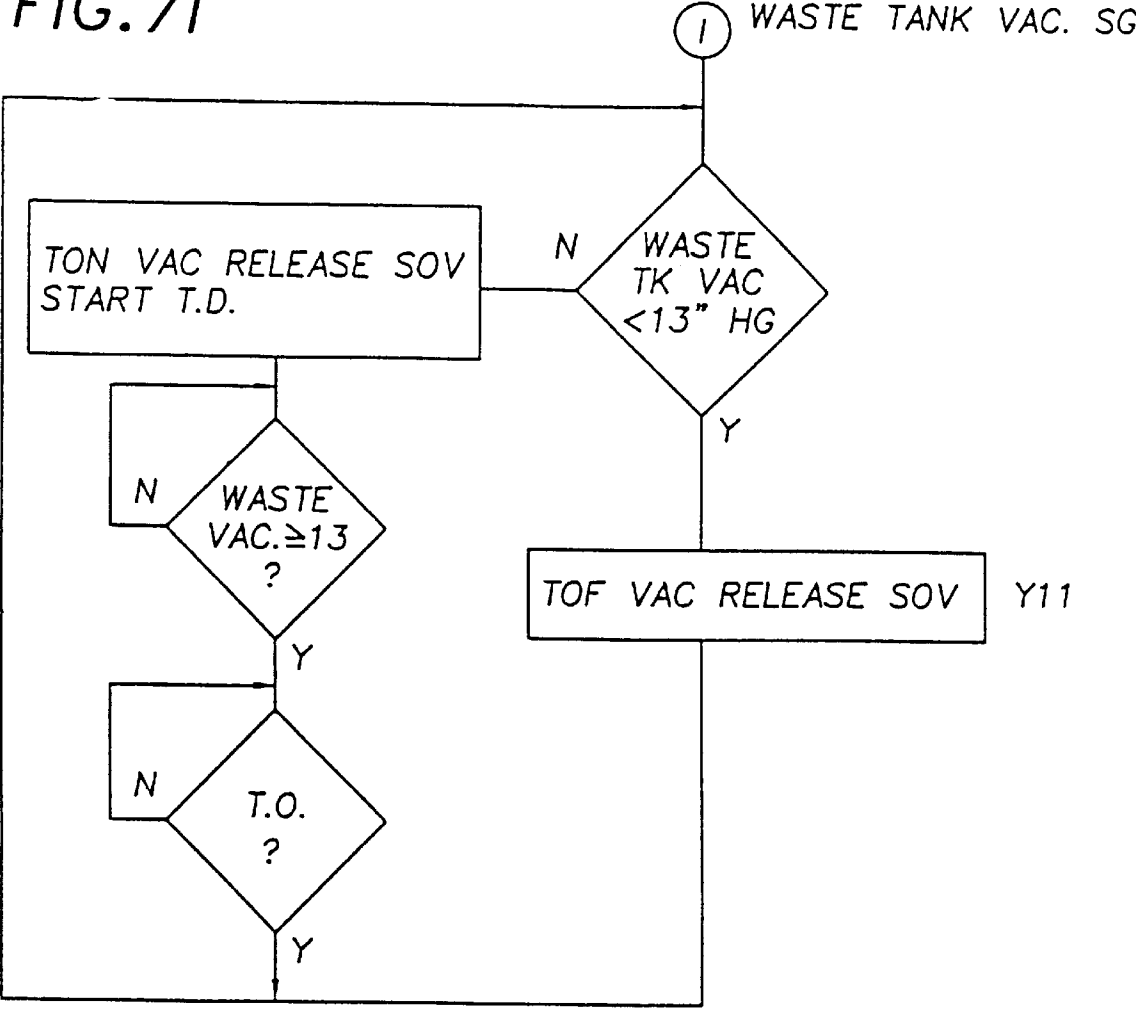 FIG. 71
1
WASTE TANK VAC. SG
N
WASTE
TK VAC
<13" HG
TON VAC RELEASE SOV
START T.D.
Y
N
WASTE
VAC.≧13
?
TOF VAC RELEASE SOV
Y11
Y
N
T.O.
?
Y